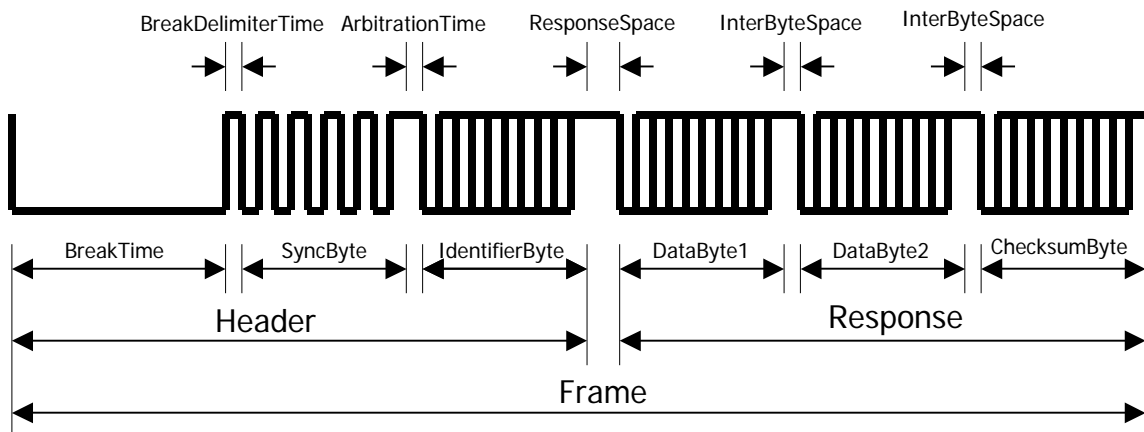 BreakDelimiterTime ArbitrationTime ResponseSpace InterByteSpace InterByteSpace
BreakTime SyncByte IdentifierByte DataByte1 DataByte2 ChecksumByte
Header Response
Frame